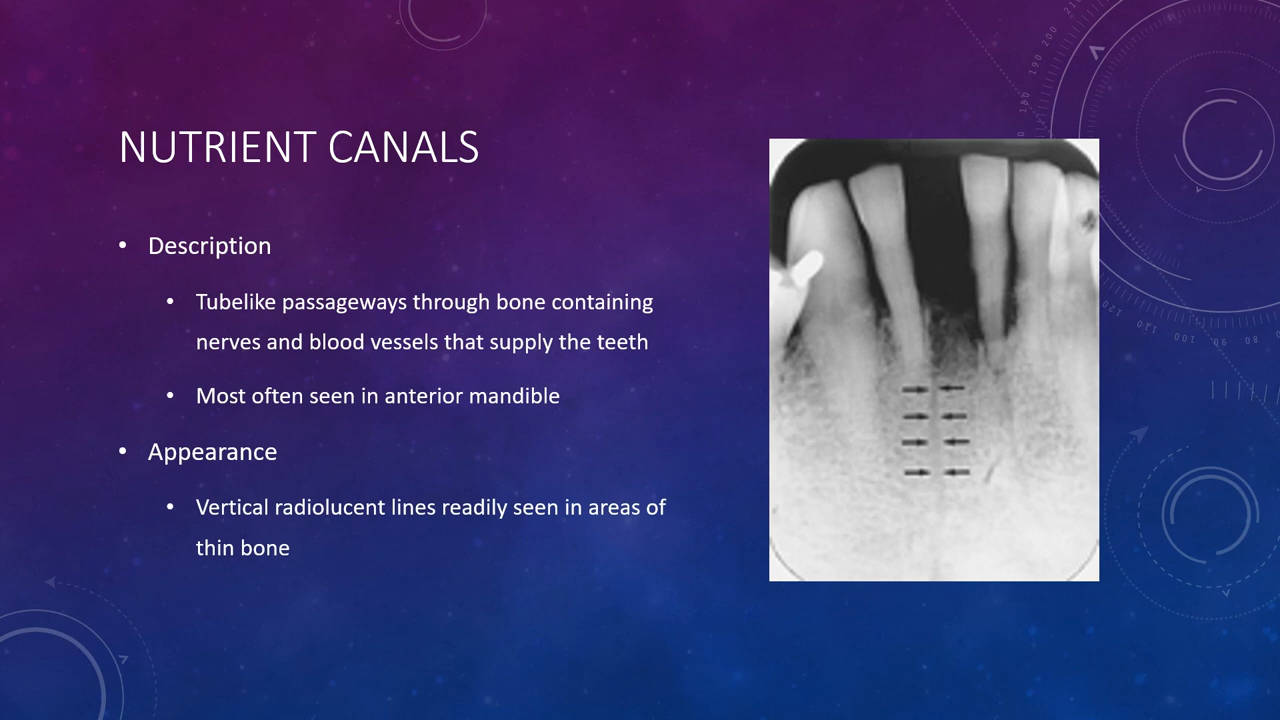 NUTRIENT CANALS
• Description
• Tubelike passageways through bone containing
nerves and blood vessels that supply the teeth
• Most often seen in anterior mandible
• Appearance
• Vertical radiolucent lines readily seen in areas of
thin bone